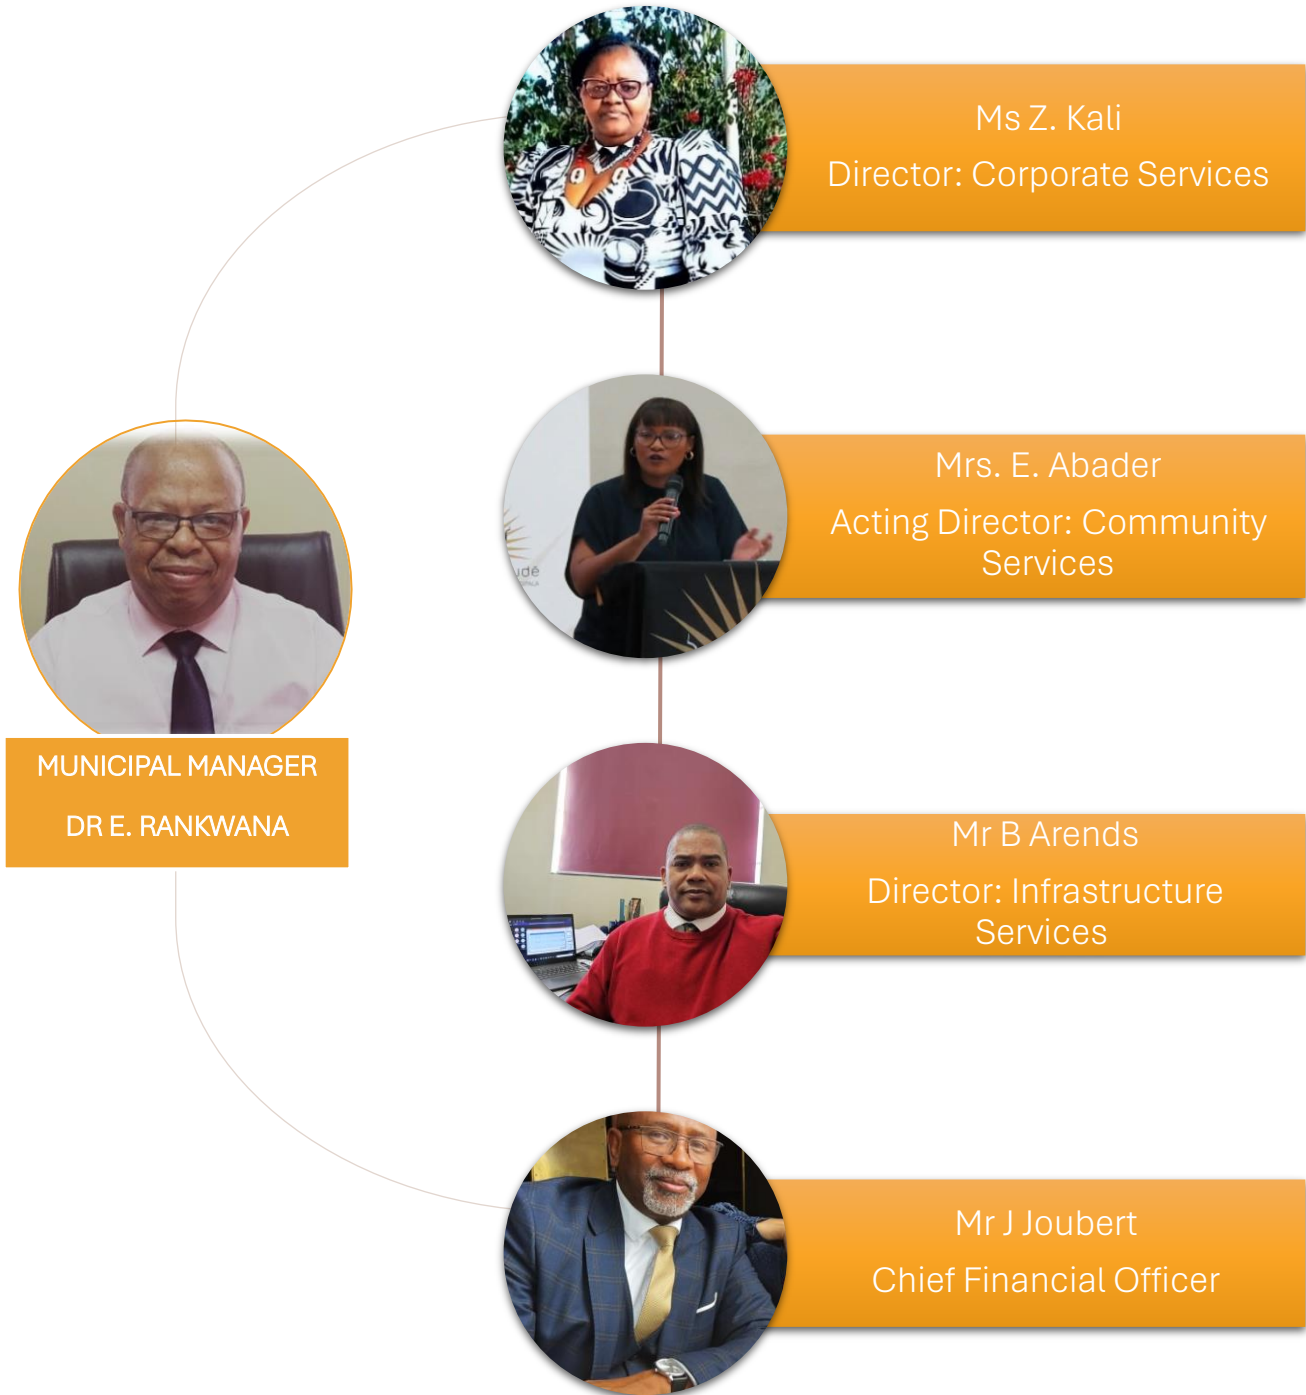 Ms Z. Kali
Director: Corporate Services
Mrs. E. Abader
Acting Director: Community
Services
MUNICIPAL MANAGER
DR E. RANKWANA
Mr B Arends
Director: Infrastructure
Services
Mr J Joubert
Chief Financial Officer